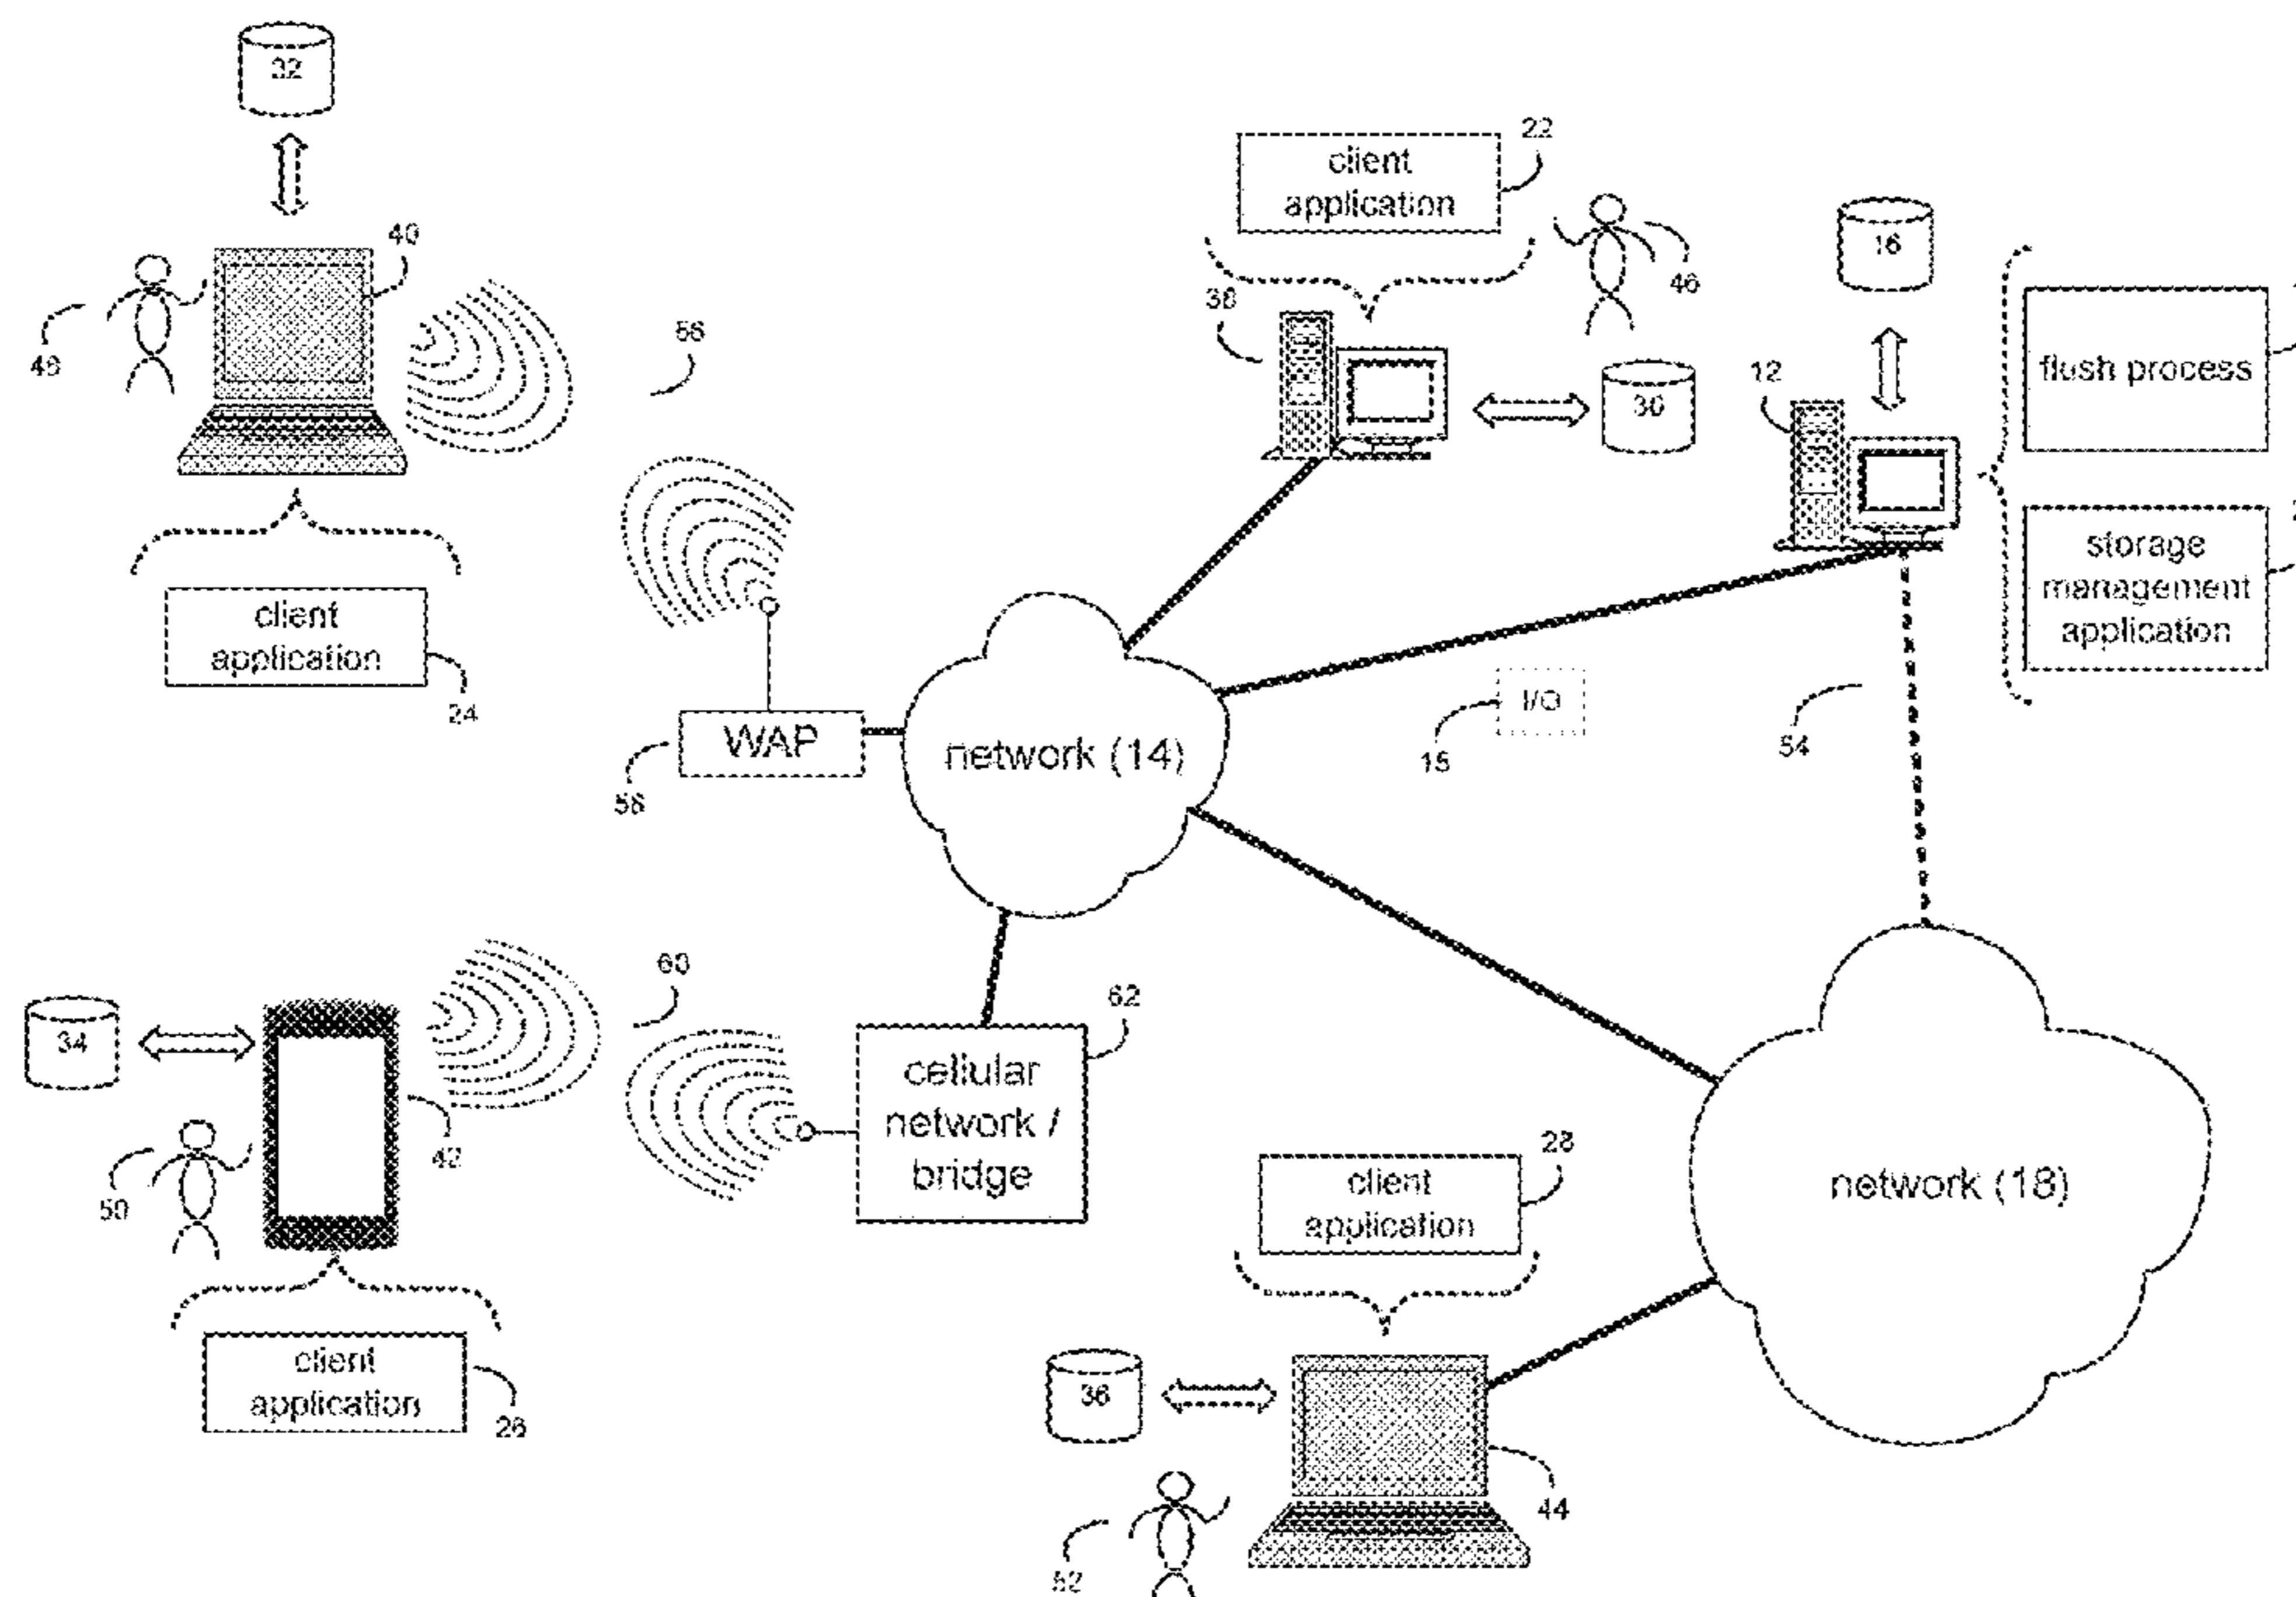 32
40
48
56
client
application
24
client
application
22
46
38
30
16
12
flush process
storage
management
application
54
I/O
15
WAP
58
network (14)
34
42
50
60
cellular
network /
bridge
62
client
application
26
client
application
28
36
44
52
network (18)